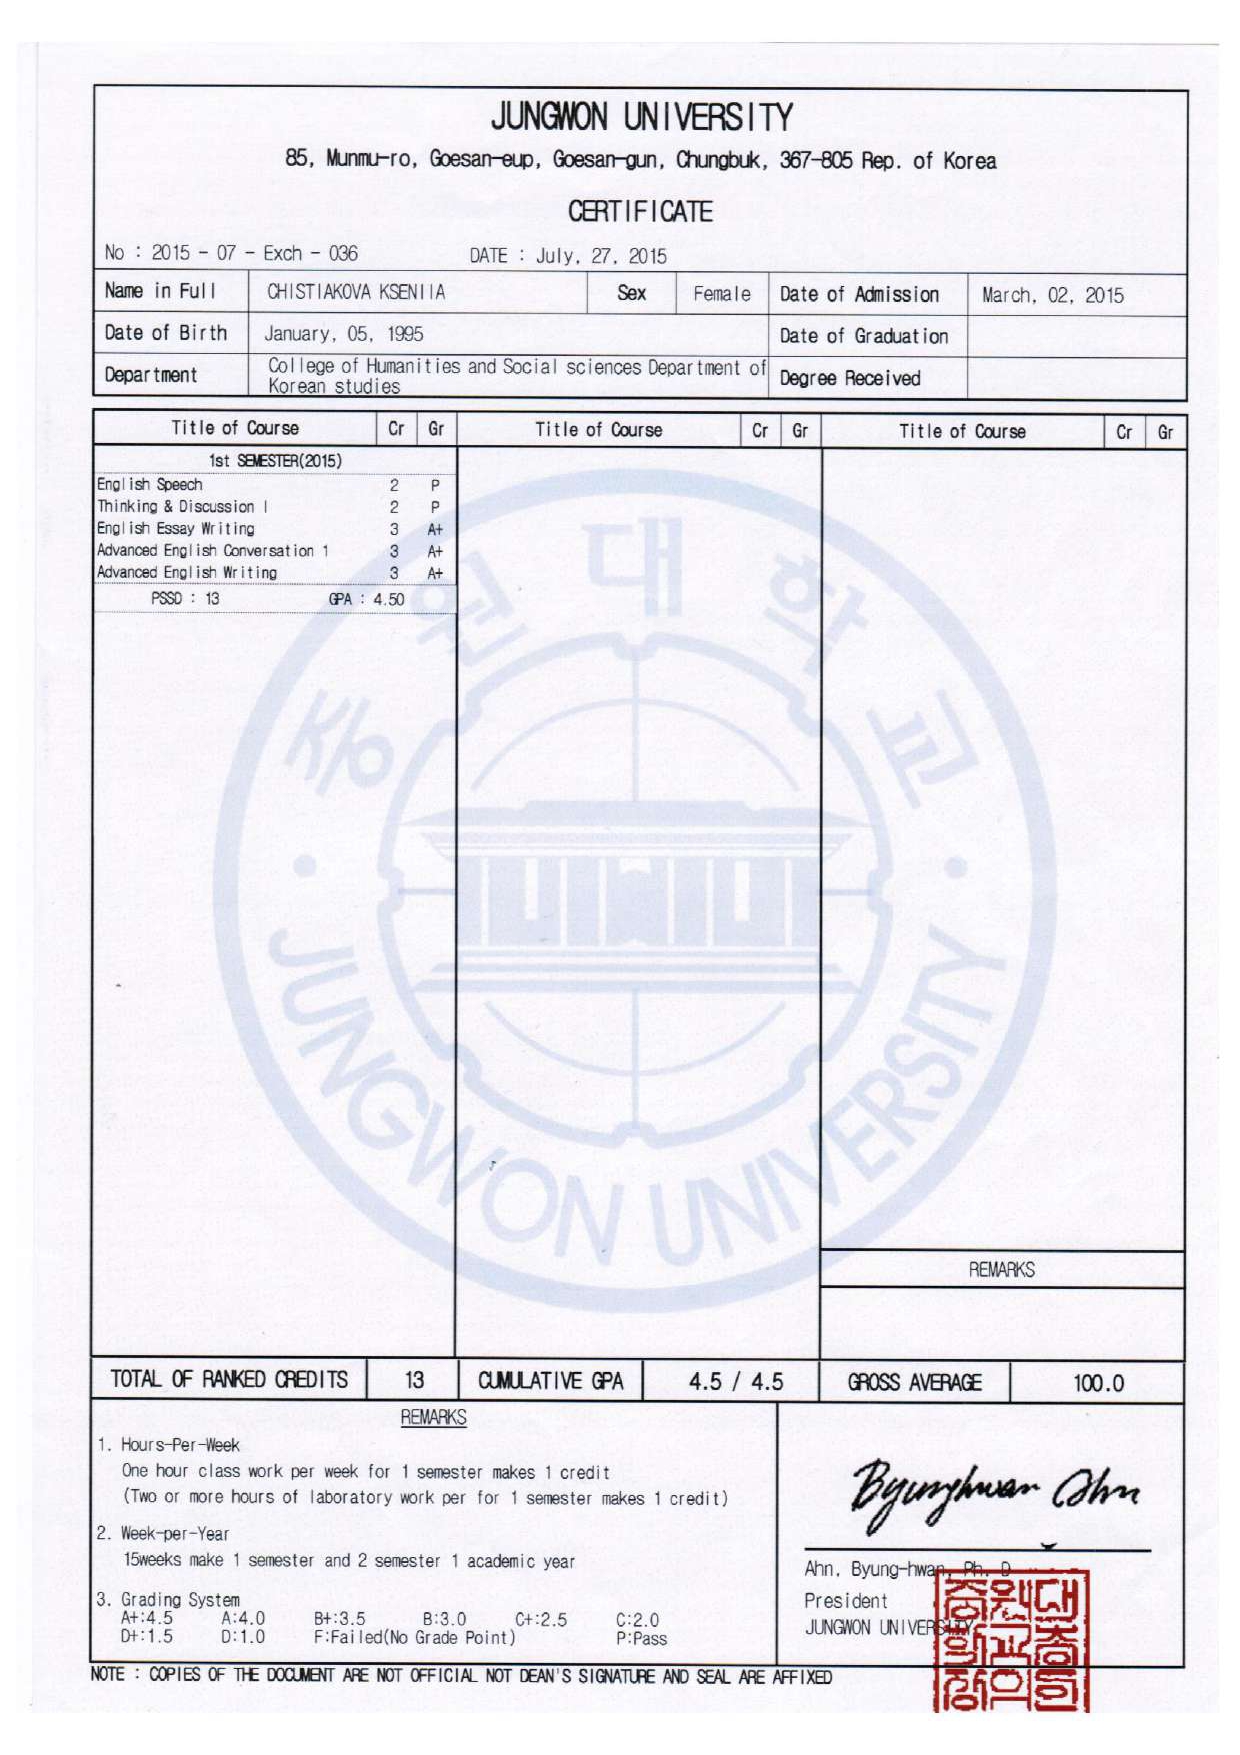 JUNGWON UNIVERSITY
85, Munmu-ro, Goesan-eup, Goesan-gun, Chungbuk, 367-805 Rep. of Korea
CERTIFICATE
No : 2015 - 07 - Exch - 036 DATE : July, 27, 2015
Name in Full CHISTIAKOVA KSENIIA Sex Female Date of Admission March, 02, 2015
Date of Birth January, 05, 1995 Date of Graduation
Department College of Humanities and Social sciences Department of Korean studies Degree Received
Title of Course Cr Gr Title of Course Cr Gr Title of Course Cr Gr
1st SEMESTER(2015)
English Speech 2 P
Thinking & Discussion I 2 P
English Essay Writing 3 A+
Advanced English Conversation 1 3 A+
Advanced English Writing 3 A+
PSSD : 13 GPA : 4.50
중원대학교
JUNGWON UNIVERSITY
REMARKS
TOTAL OF RANKED CREDITS 13 CUMULATIVE GPA 4.5 / 4.5 GROSS AVERAGE 100.0
REMARKS
1. Hours-Per-Week
One hour class work per week for 1 semester makes 1 credit
(Two or more hours of laboratory work per for 1 semester makes 1 credit)
2. Week-per-Year
15weeks make 1 semester and 2 semester 1 academic year
3. Grading System
A+:4.5 A:4.0 B+:3.5 B:3.0 C+:2.5 C:2.0
D+:1.5 D:1.0 F:Failed(No Grade Point) P:Pass
Byunghwan Ahn
Ahn, Byung-hwan, Ph. D
President
JUNGWON UNIVERSITY
NOTE : COPIES OF THE DOCUMENT ARE NOT OFFICIAL NOT DEAN'S SIGNATURE AND SEAL ARE AFFIXED